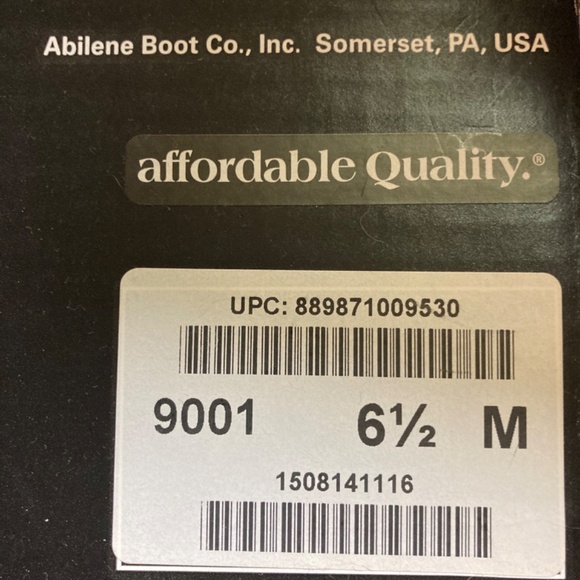 Abilene Boot Co., Inc. Somerset, PA, USA
affordable Quality.®
UPC: 889871009530
9001 6½ M
1508141116